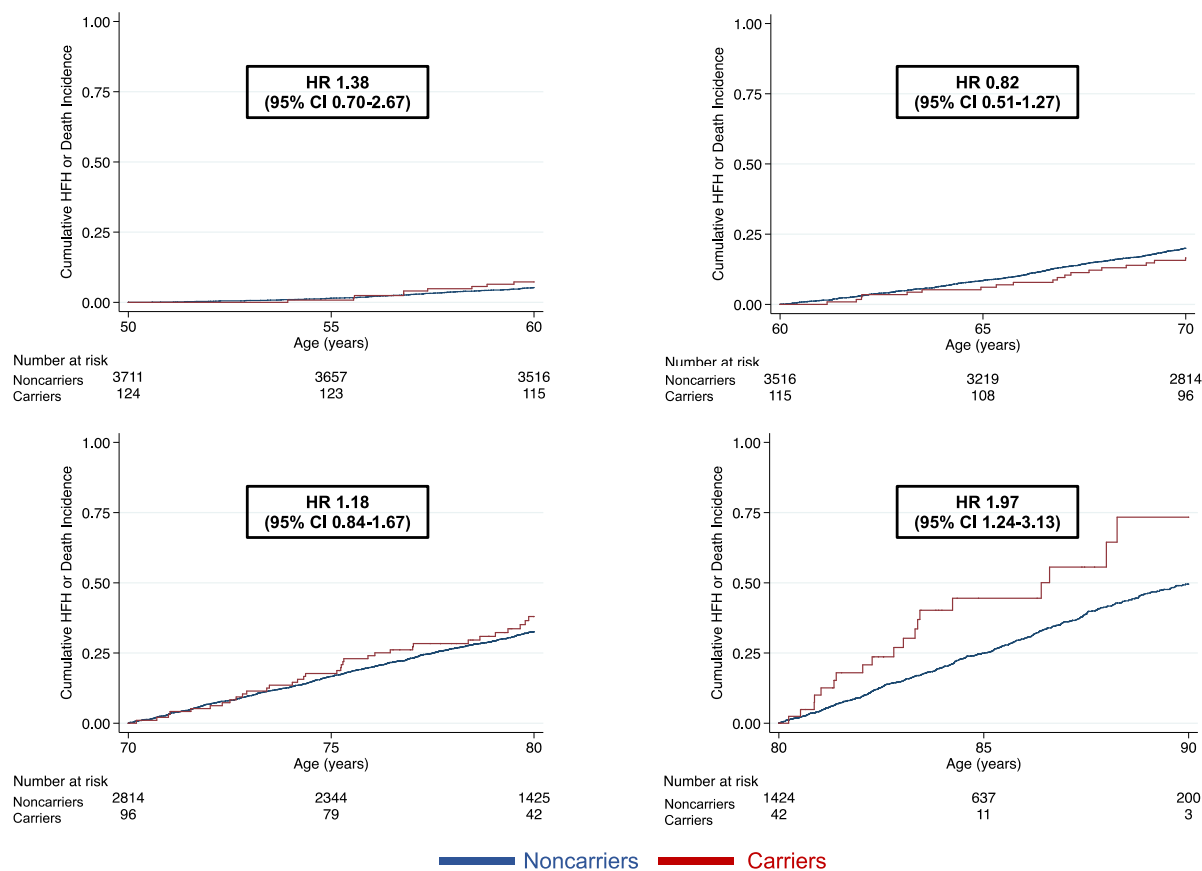 Cumulative HFH or Death Incidence
1.00
0.75
0.50
0.25
0.00
HR 1.38
(95% CI 0.70-2.67)
50 55 60
Age (years)
Number at risk
Noncarriers 3711 3657 3516
Carriers 124 123 115
Cumulative HFH or Death Incidence
1.00
0.75
0.50
0.25
0.00
HR 0.82
(95% CI 0.51-1.27)
60 65 70
Age (years)
Number at risk
Noncarriers 3516 3219 2814
Carriers 115 108 96
Cumulative HFH or Death Incidence
1.00
0.75
0.50
0.25
0.00
HR 1.18
(95% CI 0.84-1.67)
70 75 80
Age (years)
Number at risk
Noncarriers 2814 2344 1425
Carriers 96 79 42
Cumulative HFH or Death Incidence
1.00
0.75
0.50
0.25
0.00
HR 1.97
(95% CI 1.24-3.13)
80 85 90
Age (years)
Number at risk
Noncarriers 1424 637 200
Carriers 42 11 3
Noncarriers Carriers